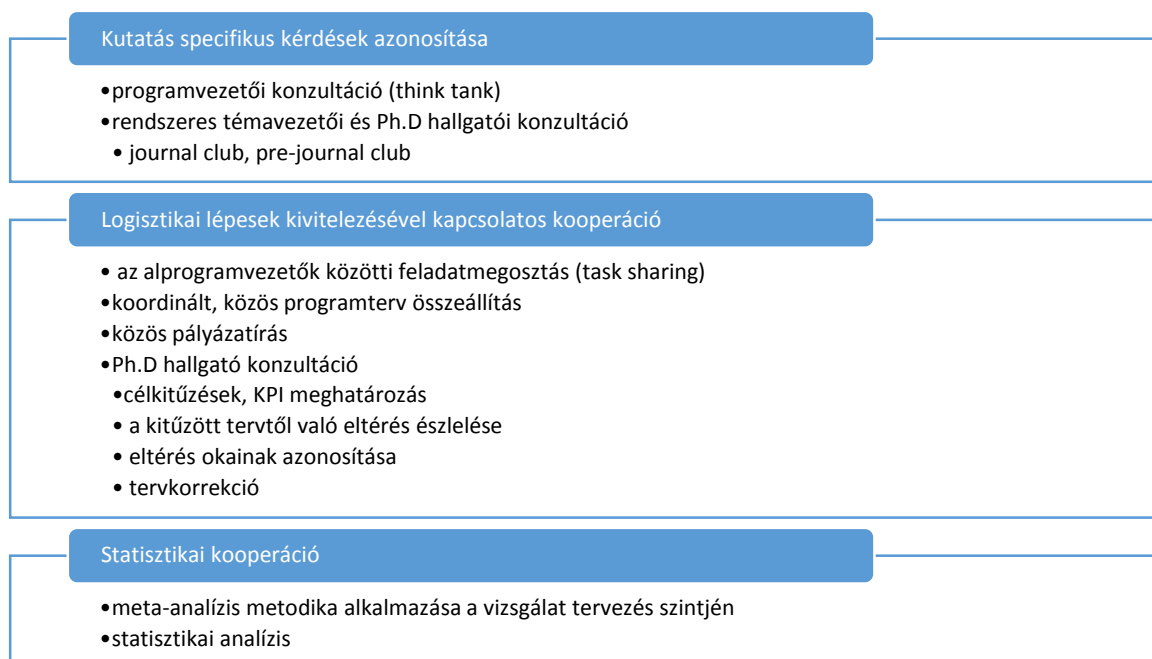 Kutatás specifikus kérdések azonosítása
•programvezetői konzultáció (think tank)
•rendszeres témavezetői és Ph.D hallgatói konzultáció
• journal club, pre-journal club
Logisztikai lépesek kivitelezésével kapcsolatos kooperáció
• az alprogramvezetők közötti feladatmegosztás (task sharing)
•koordinált, közös programterv összeállítás
•közös pályázatírás
•Ph.D hallgató konzultáció
•célkitűzések, KPI meghatározás
• a kitűzött tervtől való eltérés észlelése
• eltérés okainak azonosítása
• tervkorrekció
Statisztikai kooperáció
•meta-analízis metodika alkalmazása a vizsgálat tervezés szintjén
•statisztikai analízis